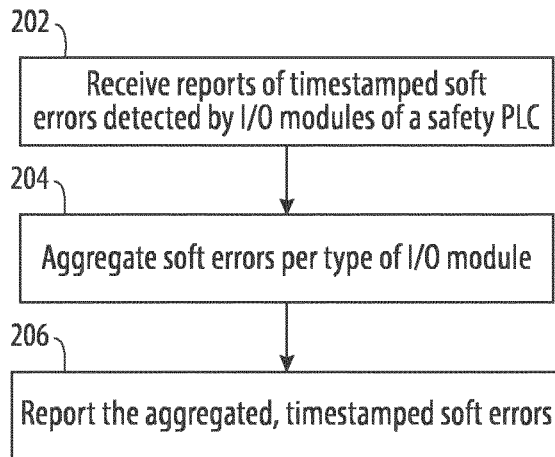 202
Receive reports of timestamped soft
errors detected by I/O modules of a safety PLC
204
Aggregate soft errors per type of I/O module
206
Report the aggregated, timestamped soft errors